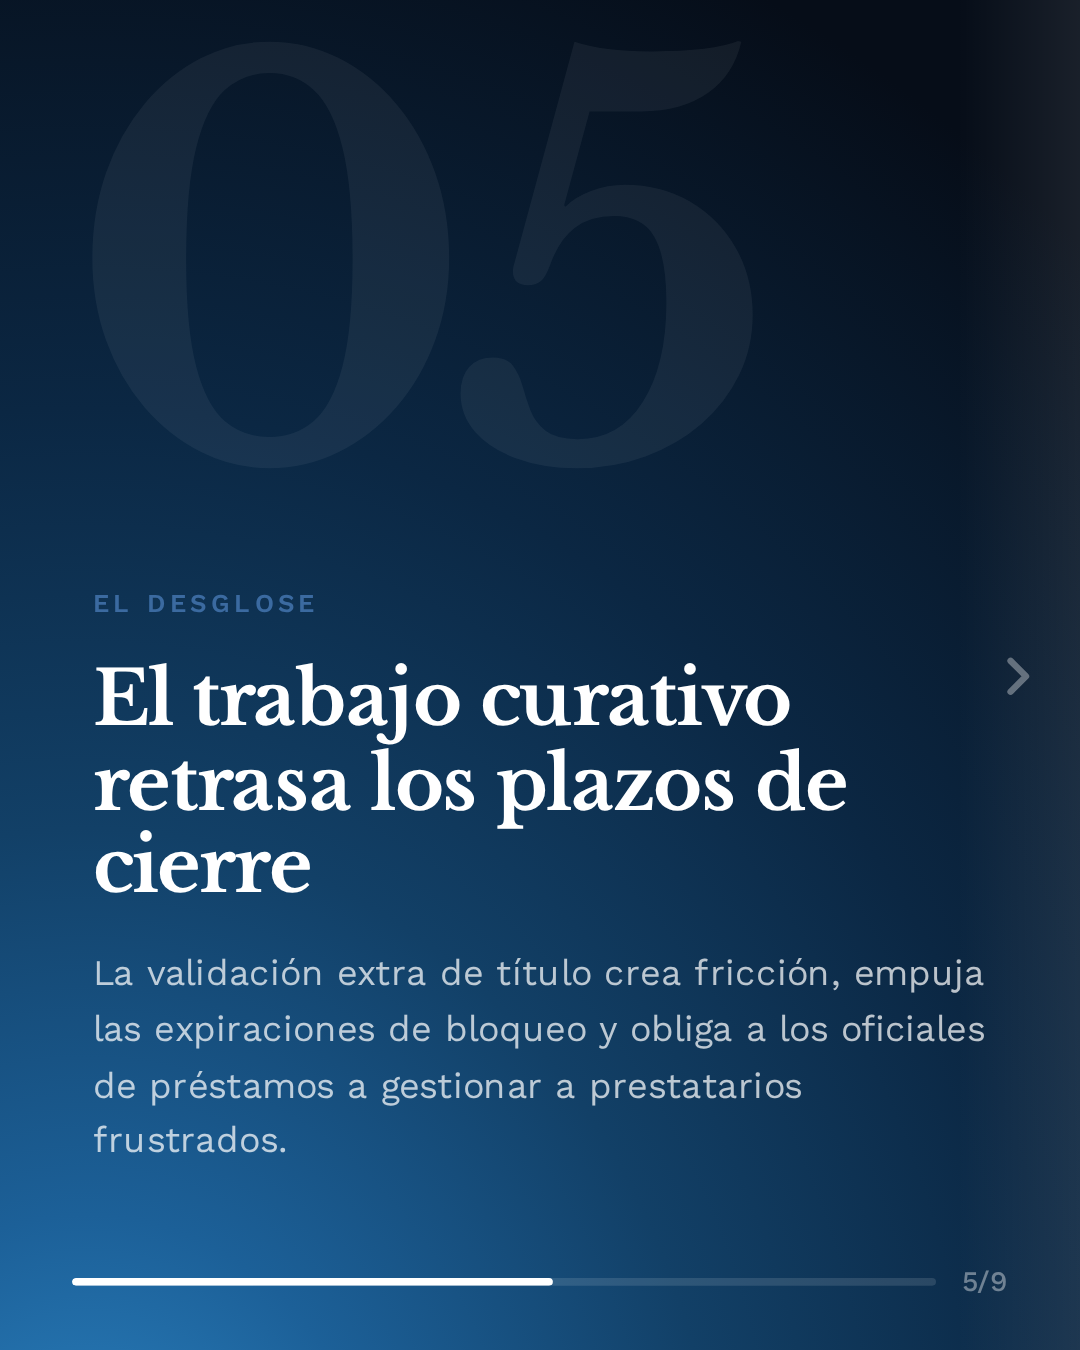 05
EL DESGLOSE
El trabajo curativo
retrasa los plazos de
cierre
La validación extra de título crea fricción, empuja
las expiraciones de bloqueo y obliga a los oficiales
de préstamos a gestionar a prestatarios
frustrados.
5/9